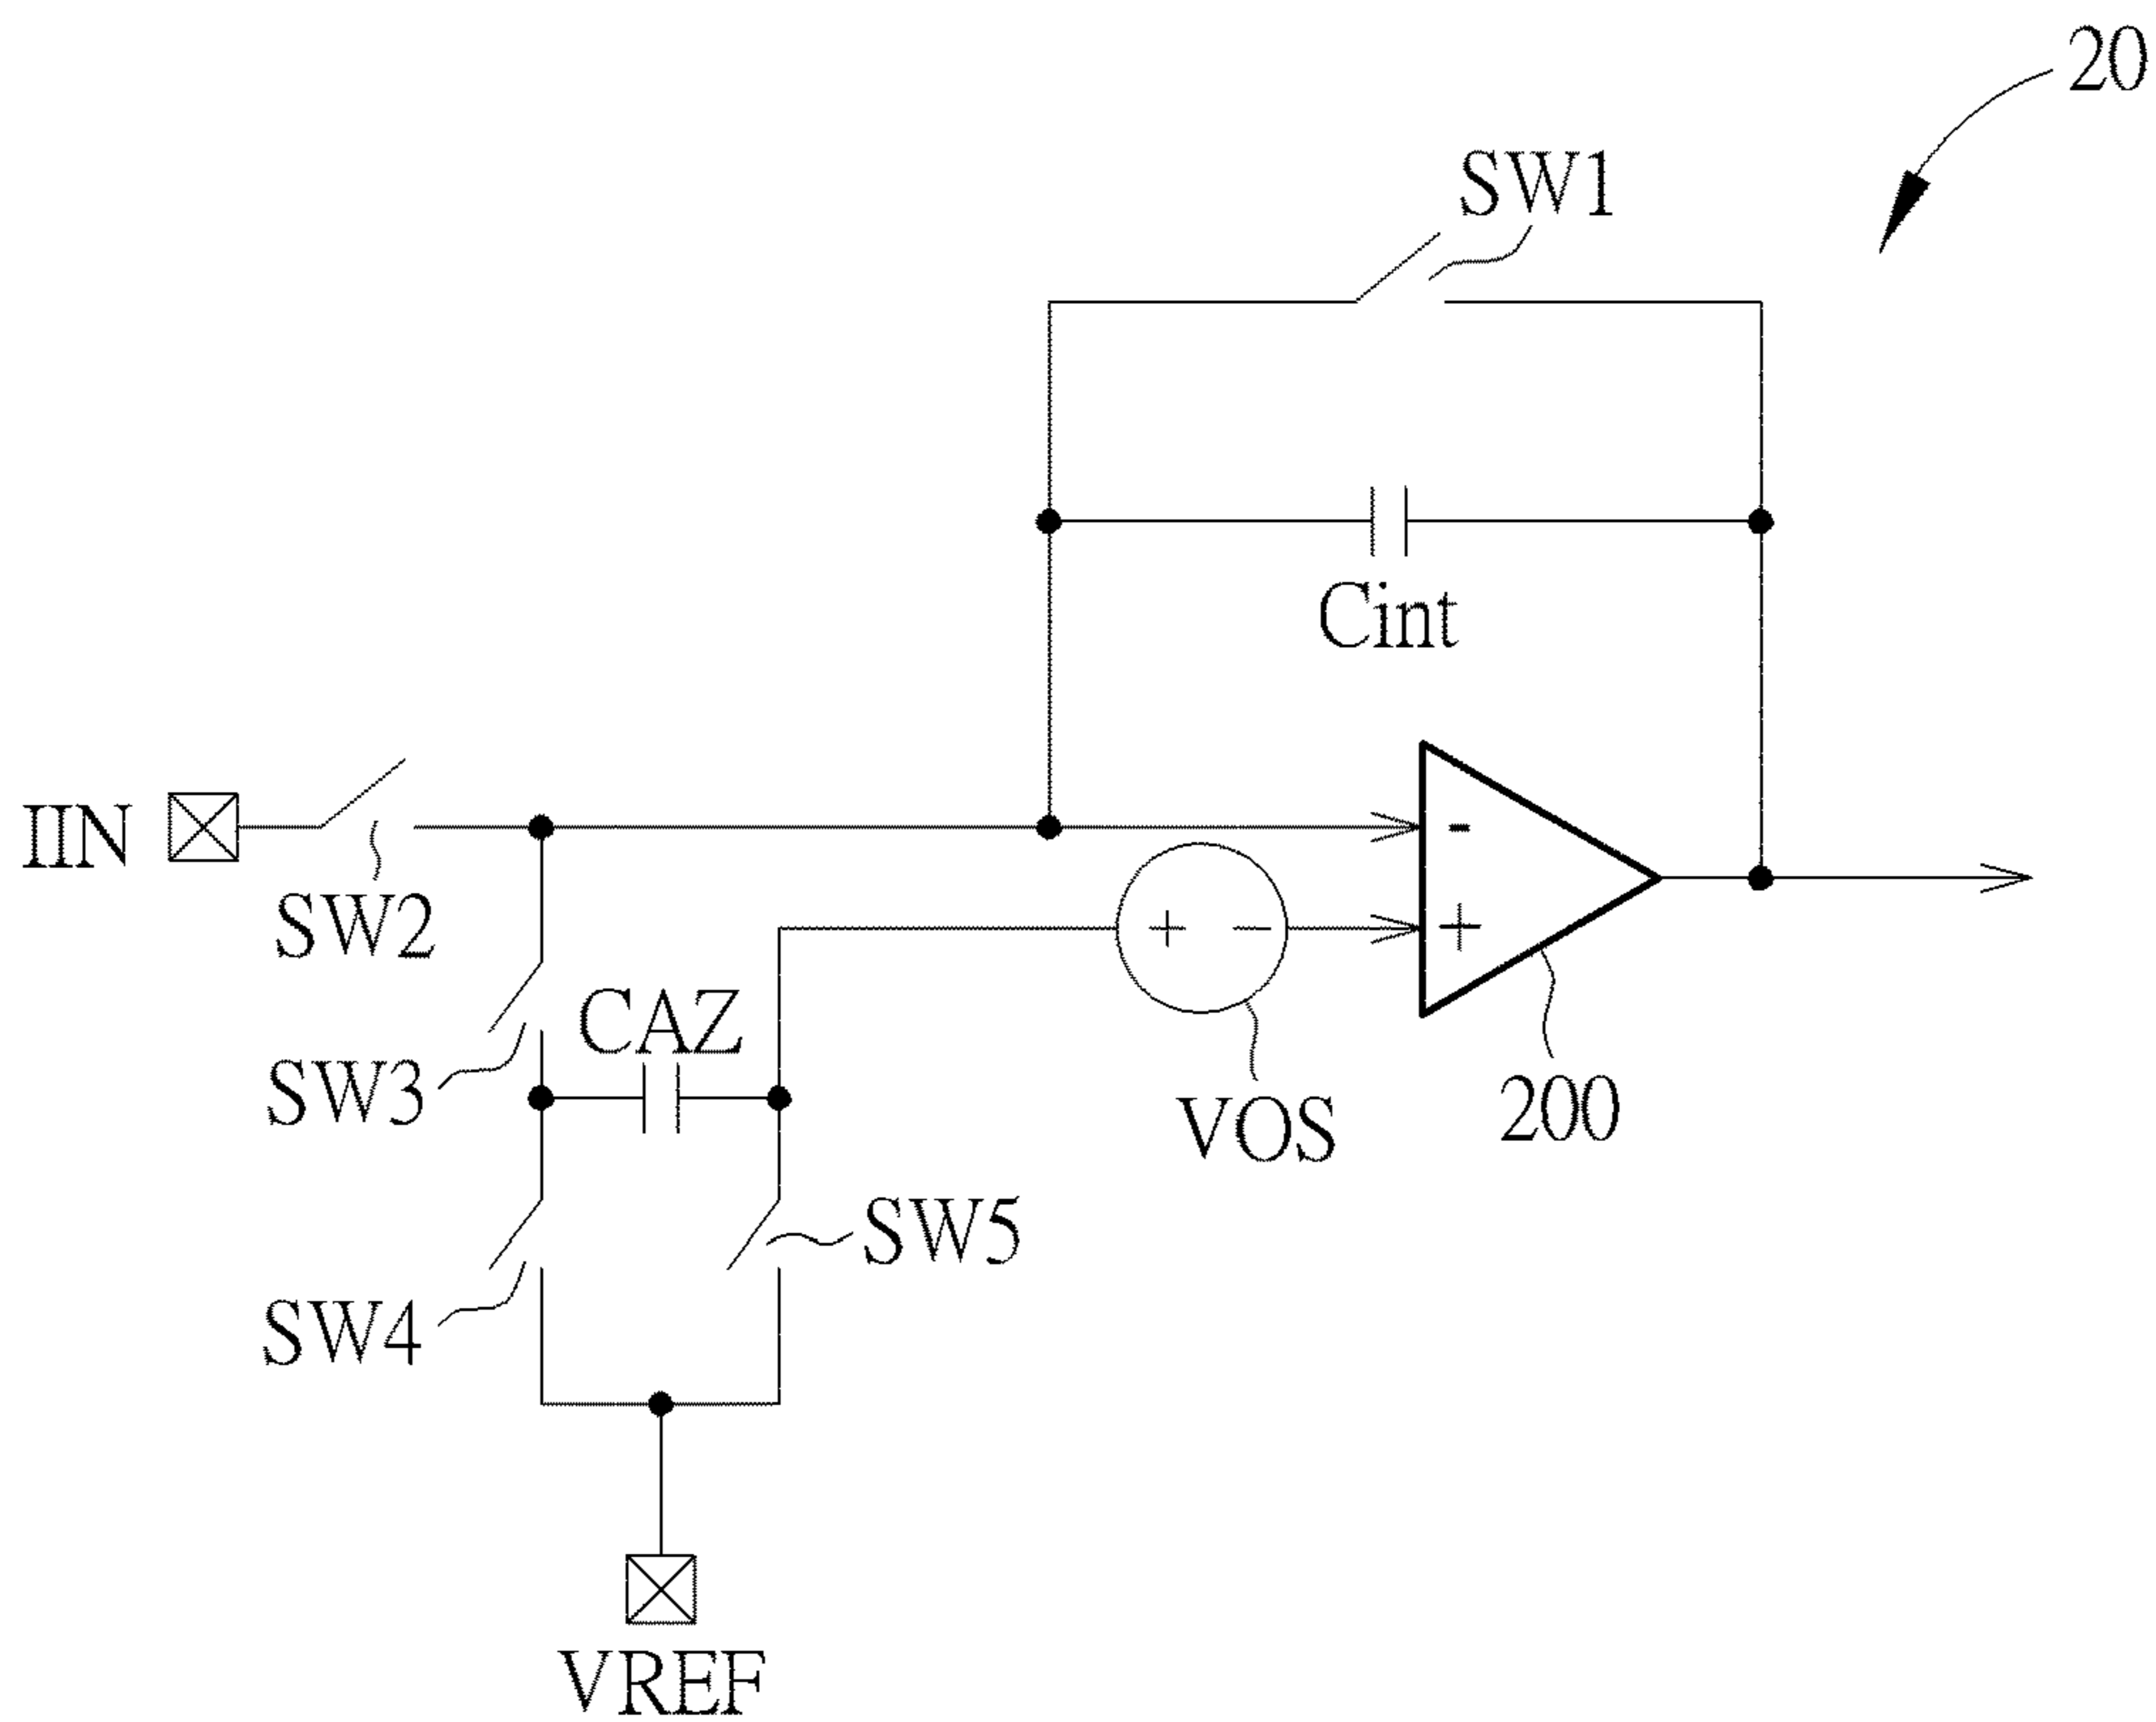 20
SW1
Cint
IIN
-
SW2
+ −
+
CAZ
SW3
VOS
200
SW5
SW4
VREF